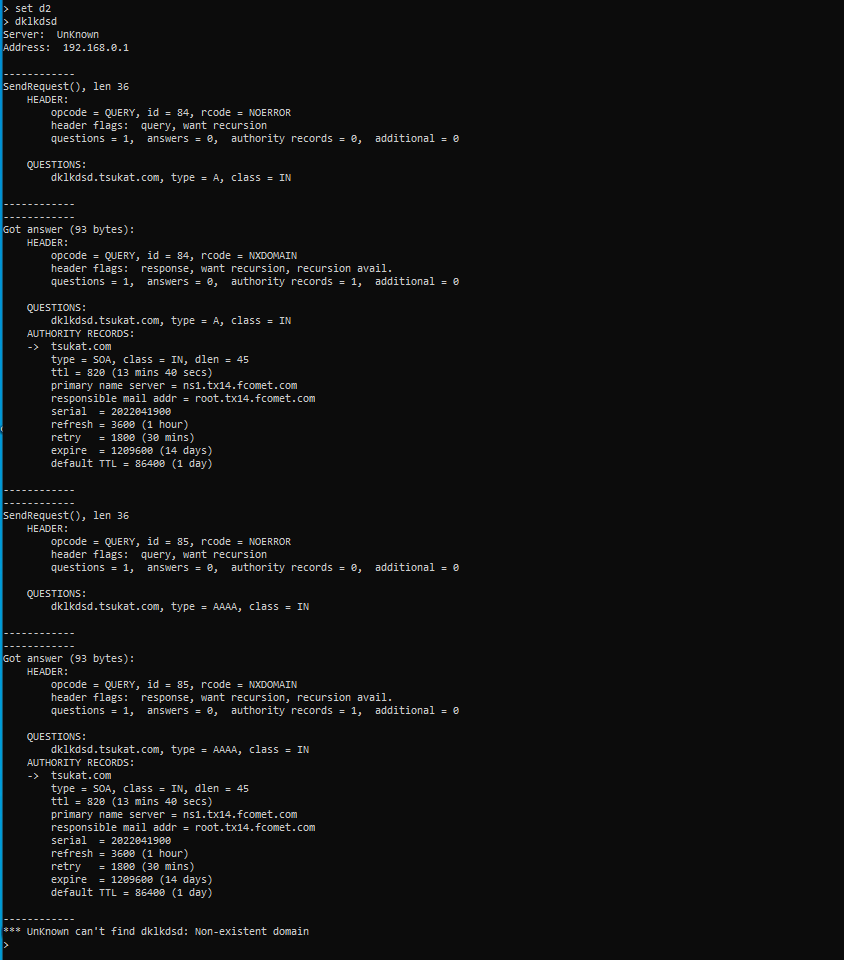 > set d2
> dklkdsd
Server:  UnKnown
Address:  192.168.0.1

------------
SendRequest(), len 36
    HEADER:
        opcode = QUERY, id = 84, rcode = NOERROR
        header flags:  query, want recursion
        questions = 1,  answers = 0,  authority records = 0,  additional = 0

    QUESTIONS:
        dklkdsd.tsukat.com, type = A, class = IN

------------
------------
Got answer (93 bytes):
    HEADER:
        opcode = QUERY, id = 84, rcode = NXDOMAIN
        header flags:  response, want recursion, recursion avail.
        questions = 1,  answers = 0,  authority records = 1,  additional = 0

    QUESTIONS:
        dklkdsd.tsukat.com, type = A, class = IN
    AUTHORITY RECORDS:
    ->  tsukat.com
        type = SOA, class = IN, dlen = 45
        ttl = 820 (13 mins 40 secs)
        primary name server = ns1.tx14.fcomet.com
        responsible mail addr = root.tx14.fcomet.com
        serial  = 2022041900
        refresh = 3600 (1 hour)
        retry   = 1800 (30 mins)
        expire  = 1209600 (14 days)
        default TTL = 86400 (1 day)

------------
------------
SendRequest(), len 36
    HEADER:
        opcode = QUERY, id = 85, rcode = NOERROR
        header flags:  query, want recursion
        questions = 1,  answers = 0,  authority records = 0,  additional = 0

    QUESTIONS:
        dklkdsd.tsukat.com, type = AAAA, class = IN

------------
------------
Got answer (93 bytes):
    HEADER:
        opcode = QUERY, id = 85, rcode = NXDOMAIN
        header flags:  response, want recursion, recursion avail.
        questions = 1,  answers = 0,  authority records = 1,  additional = 0

    QUESTIONS:
        dklkdsd.tsukat.com, type = AAAA, class = IN
    AUTHORITY RECORDS:
    ->  tsukat.com
        type = SOA, class = IN, dlen = 45
        ttl = 820 (13 mins 40 secs)
        primary name server = ns1.tx14.fcomet.com
        responsible mail addr = root.tx14.fcomet.com
        serial  = 2022041900
        refresh = 3600 (1 hour)
        retry   = 1800 (30 mins)
        expire  = 1209600 (14 days)
        default TTL = 86400 (1 day)

------------
*** UnKnown can't find dklkdsd: Non-existent domain
>